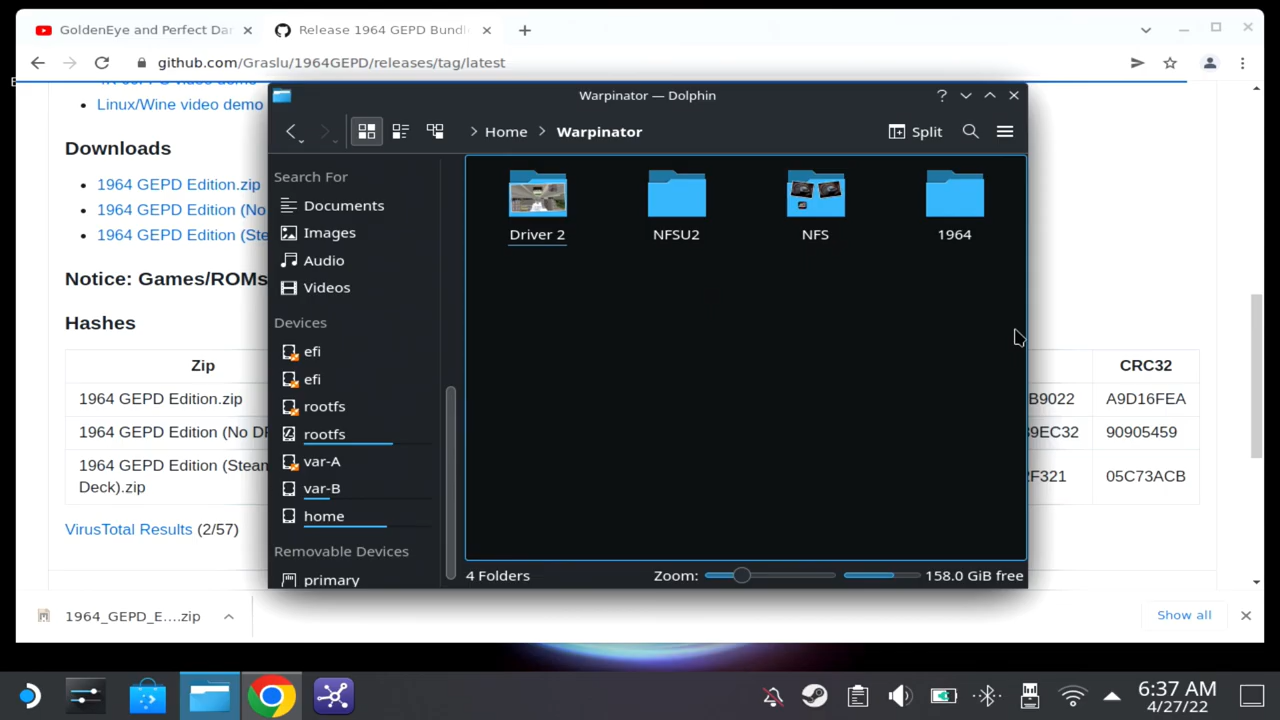 GoldenEye and Perfect Dar
Release 1964 GEPD Bundl
github.com/Graslu/1964GEPD/releases/tag/latest
Linux/Wine video demo
Downloads
1964 GEPD Edition.zip
1964 GEPD Edition (No
1964 GEPD Edition (Ste
Notice: Games/ROMs
Hashes
Zip
CRC32
1964 GEPD Edition.zip
B9022
A9D16FEA
1964 GEPD Edition (No DF
39EC32
90905459
1964 GEPD Edition (Steam
Deck).zip
2F321
05C73ACB
VirusTotal Results (2/57)
Warpinator — Dolphin
Home
Warpinator
Split
Search For
Documents
Images
Audio
Videos
Devices
efi
efi
rootfs
rootfs
var-A
var-B
home
Removable Devices
primary
Driver 2
NFSU2
NFS
1964
4 Folders
Zoom:
158.0 GiB free
1964_GEPD_E....zip
Show all
6:37 AM
4/27/22